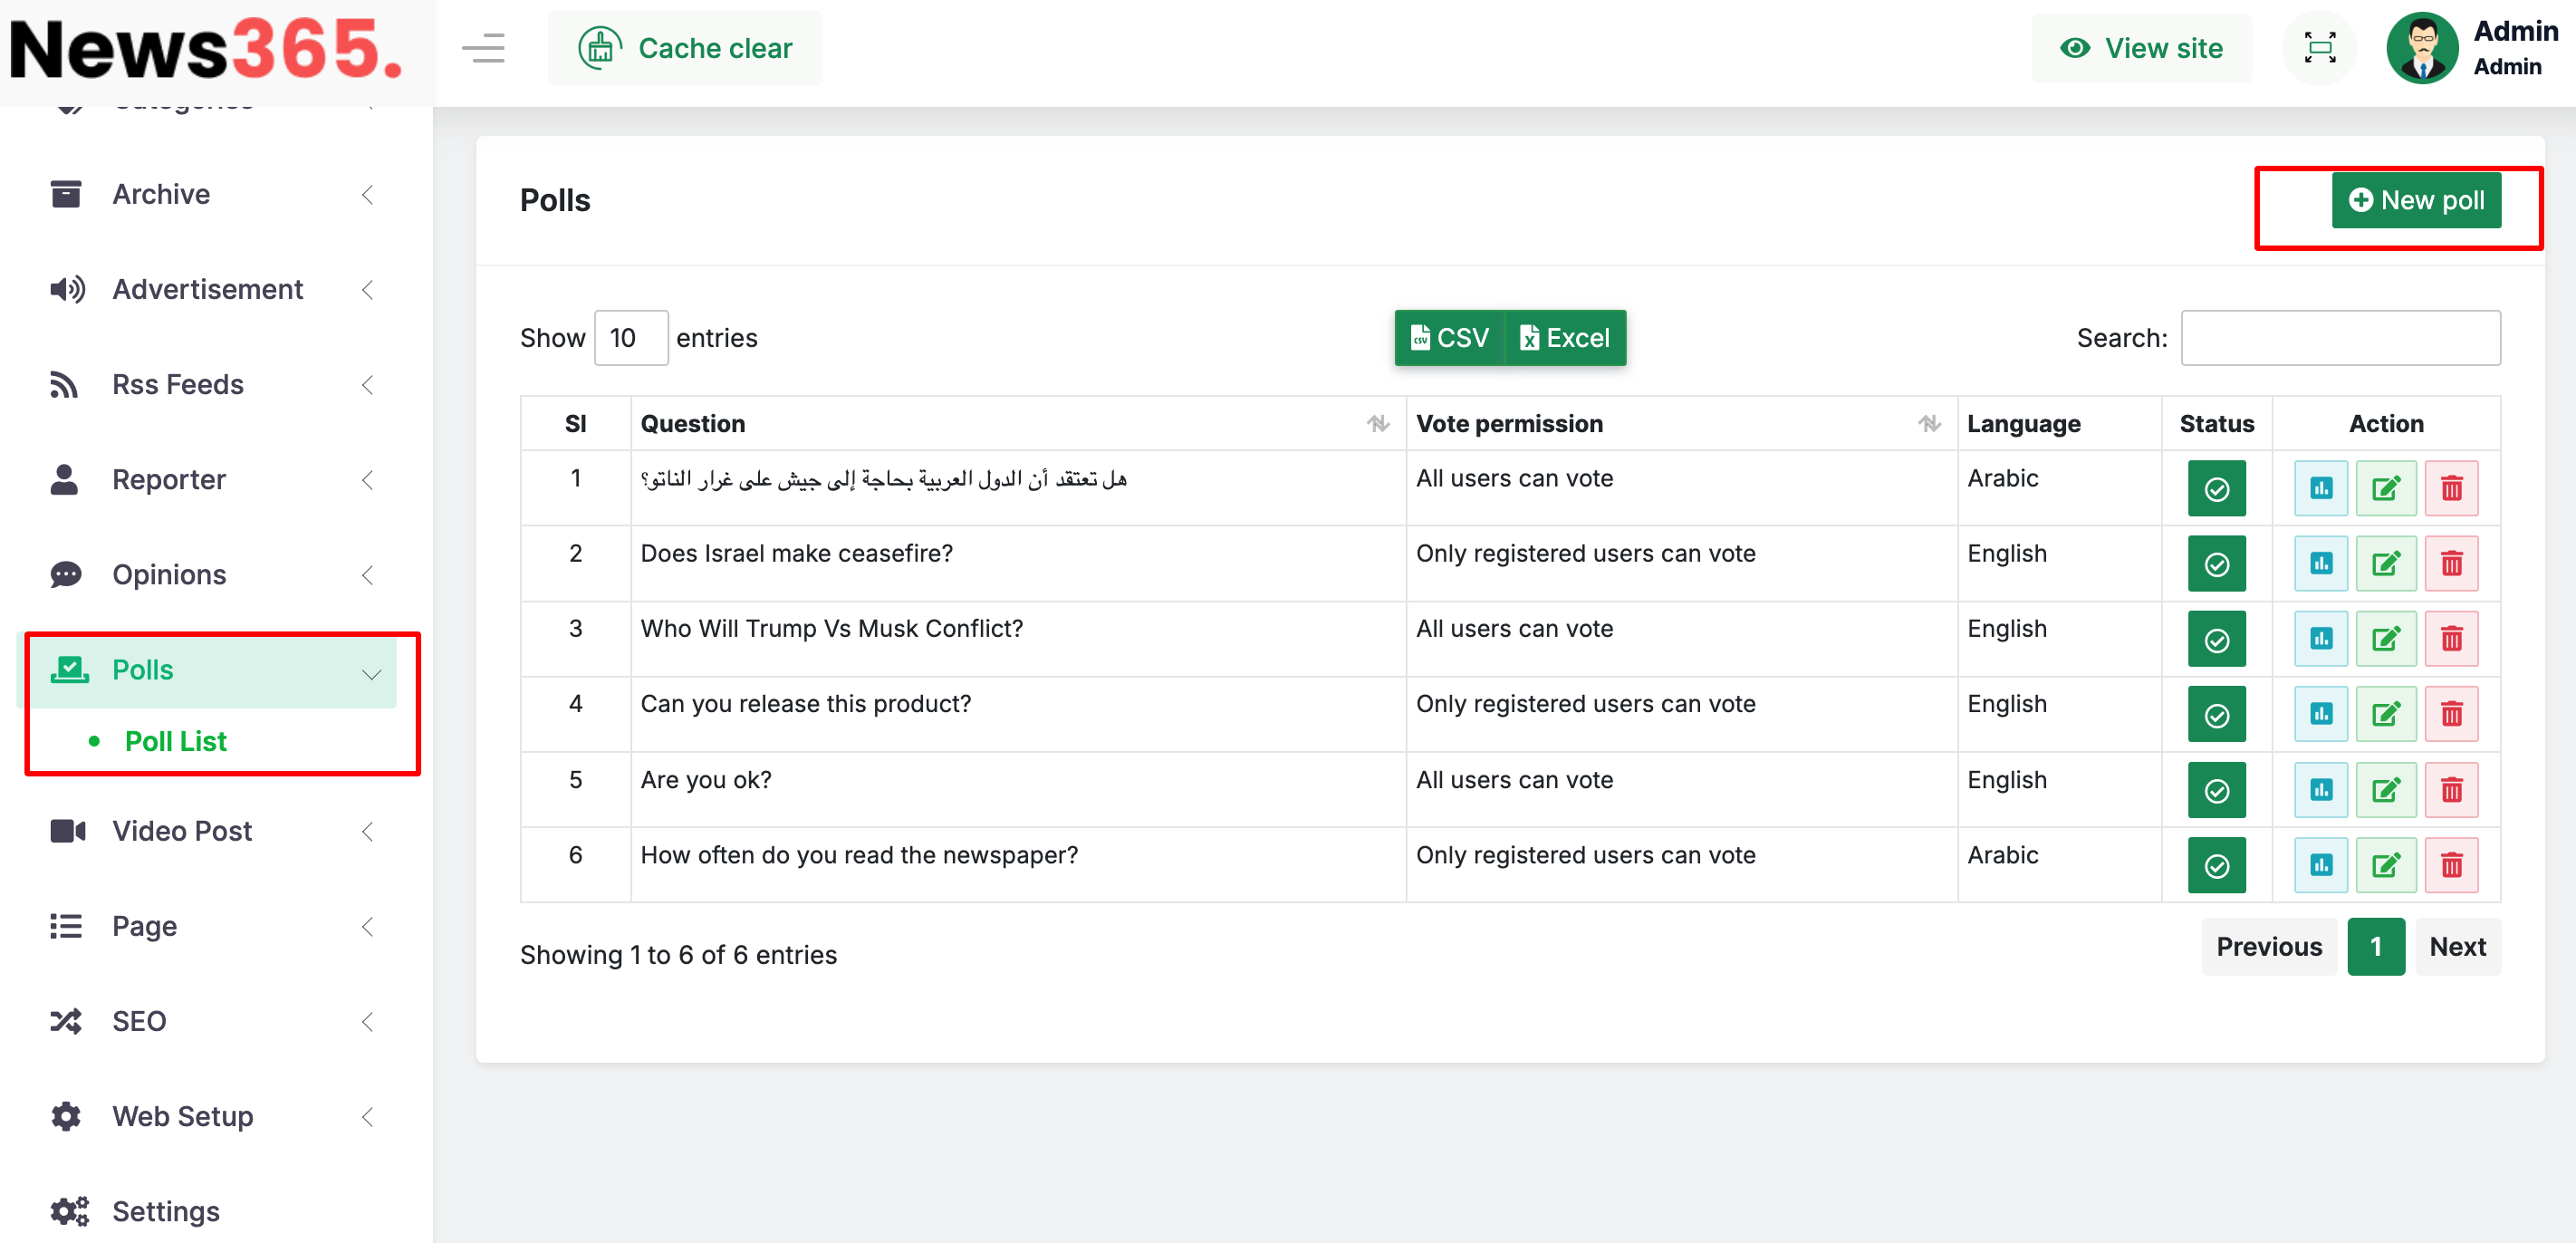 News365.
Cache clear
View site
Admin
Admin
Categories
Archive
Advertisement
Rss Feeds
Reporter
Opinions
Polls
Poll List
Video Post
Page
SEO
Web Setup
Settings
Polls
New poll
Show 10 entries
CSV Excel
Search:
Sl Question Vote permission Language Status Action
1 هل تعتقد أن الدول العربية بحاجة إلى جيش على غرار الناتو؟ All users can vote Arabic
2 Does Israel make ceasefire? Only registered users can vote English
3 Who Will Trump Vs Musk Conflict? All users can vote English
4 Can you release this product? Only registered users can vote English
5 Are you ok? All users can vote English
6 How often do you read the newspaper? Only registered users can vote Arabic
Showing 1 to 6 of 6 entries
Previous 1 Next